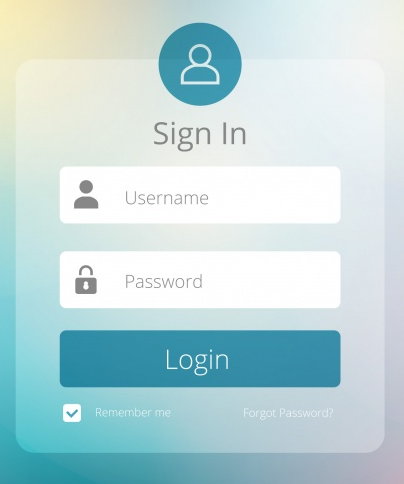 Sign In
Username
Password
Login
Remember me
Forgot Password?